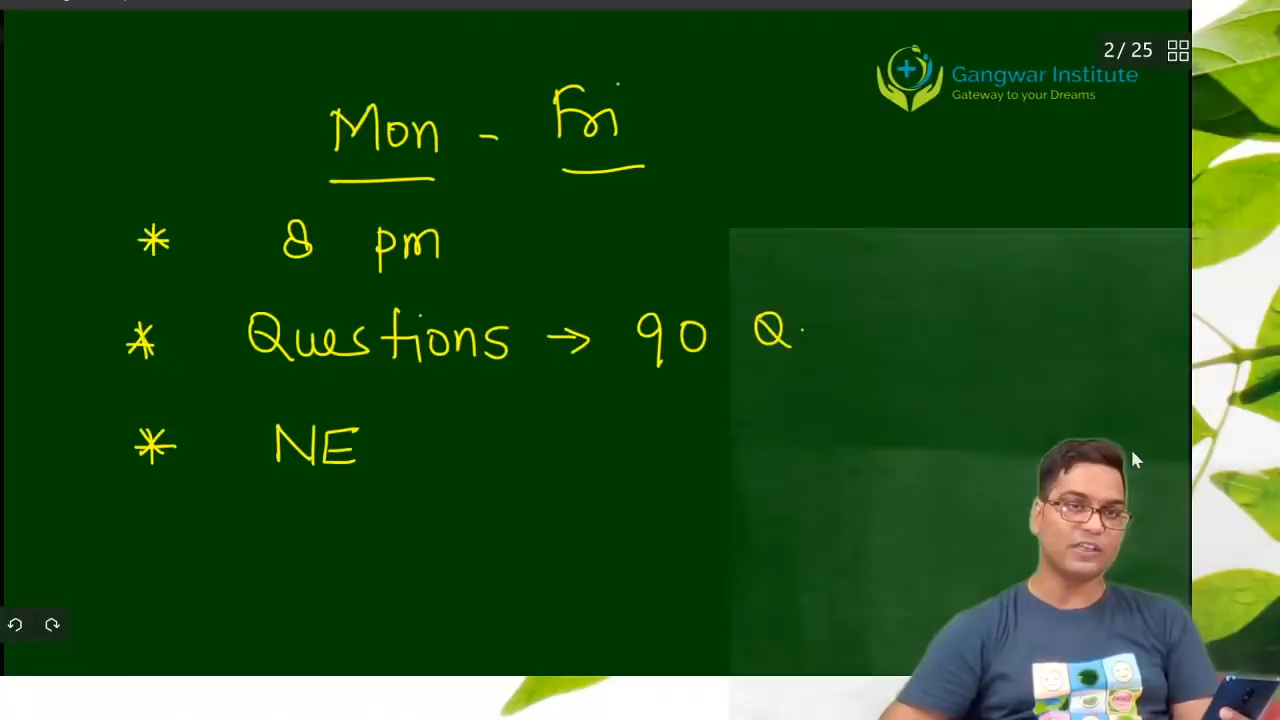 2 / 25
Gangwar Institute
Gateway to your Dreams
Mon - Fri
* 8 pm
* Questions → 90 Q.
* NE